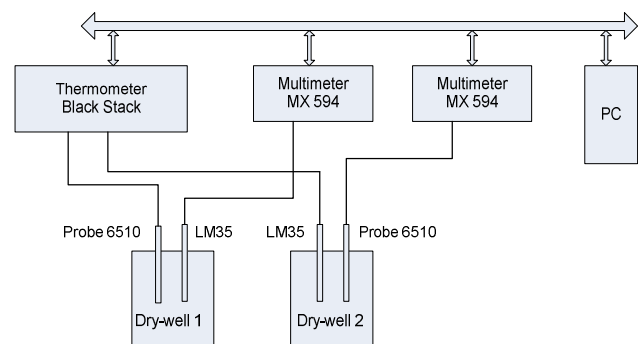 Thermometer
Black Stack
Multimeter
MX 594
Multimeter
MX 594
PC
Probe 6510
LM35
LM35
Probe 6510
Dry-well 1
Dry-well 2